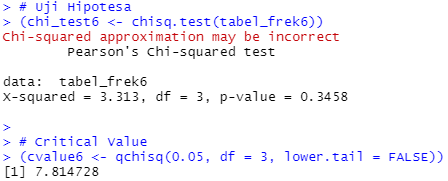 > # Uji Hipotesa
> (chi_test6 <- chisq.test(tabel_frek6))
Chi-squared approximation may be incorrect
        Pearson's Chi-squared test

data:  tabel_frek6
X-squared = 3.313, df = 3, p-value = 0.3458

>
> # Critical Value
> (cvalue6 <- qchisq(0.05, df = 3, lower.tail = FALSE))
[1] 7.814728